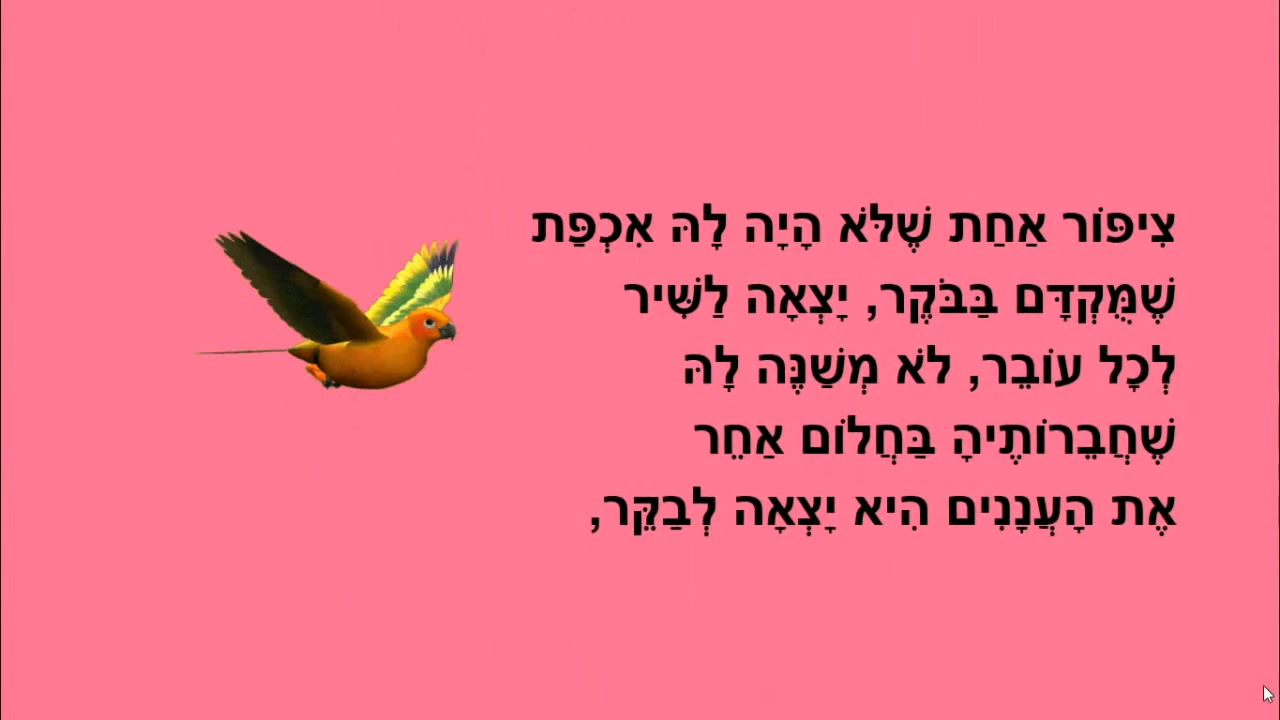 צִיפּוֹר אַחַת שֶׁלֹּא הָיָה לָהּ אִכְפַּת
שֶׁמֻּקְדָּם בַּבֹּקֶר, יָצְאָה לַשִּׁיר
לְכָל עוֹבֵר, לֹא מְשַׁנֶּה לָהּ
שֶׁחֲבֵרוֹתֶיהָ בַּחֲלוֹם אַחֵר
אֶת הָעֲנָנִים הִיא יָצְאָה לְבַקֵּר,